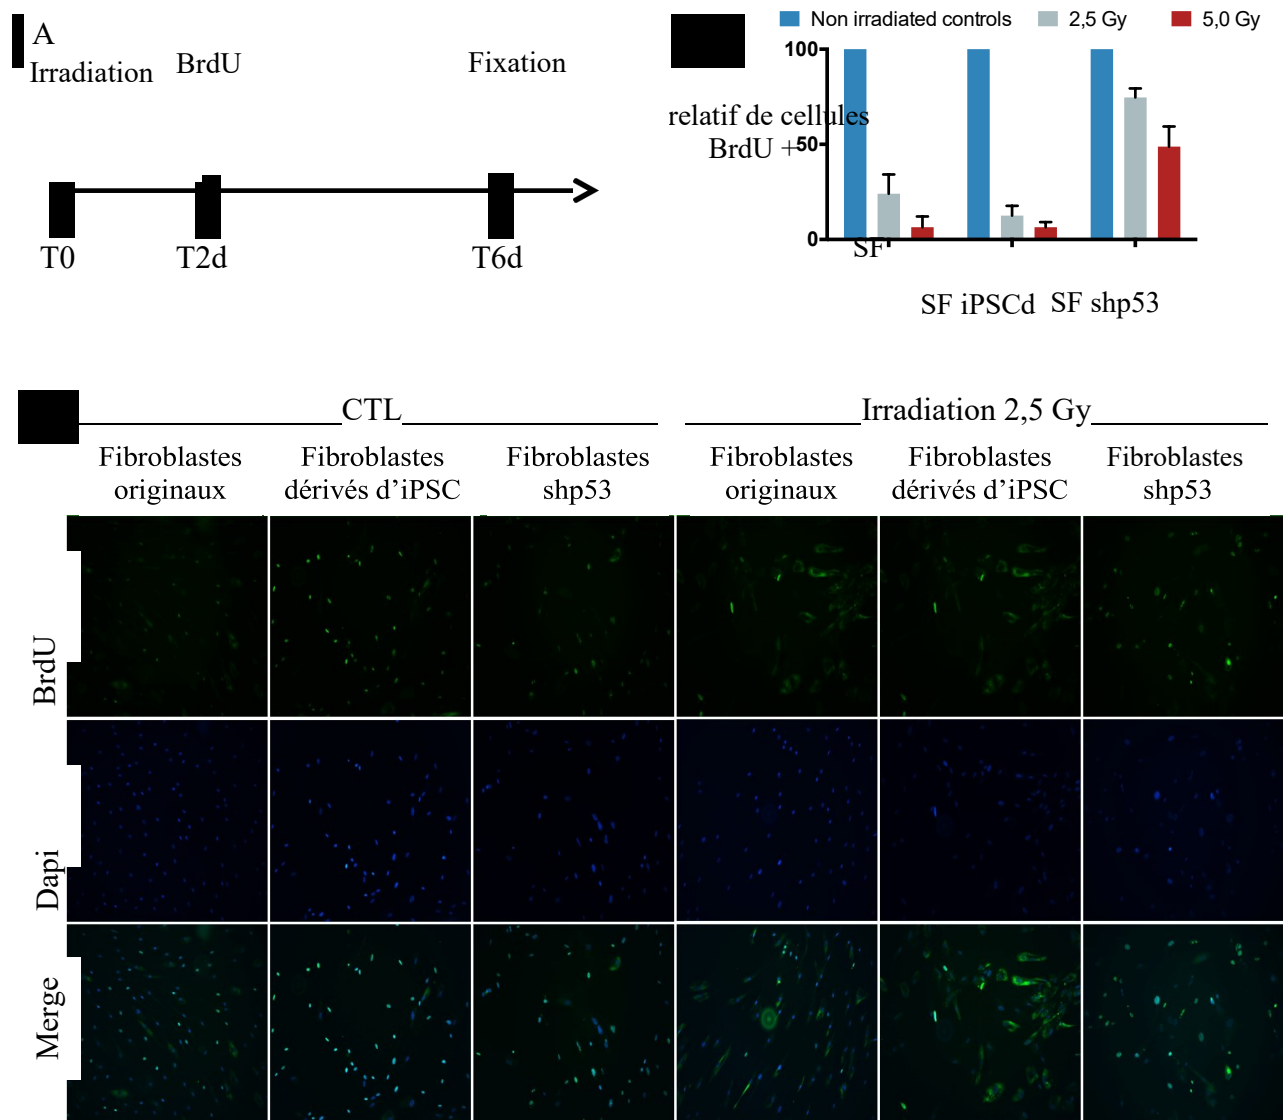 A
Irradiation BrdU Fixation
T0 T2d T6d
Non irradiated controls 2,5 Gy 5,0 Gy
100
relatif de cellules
BrdU +
50
0
SF
SF iPSCd SF shp53
CTL Irradiation 2,5 Gy
Fibroblastes Fibroblastes Fibroblastes Fibroblastes Fibroblastes Fibroblastes
originaux dérivés d'iPSC shp53 originaux dérivés d'iPSC shp53
BrdU
Dapi
Merge